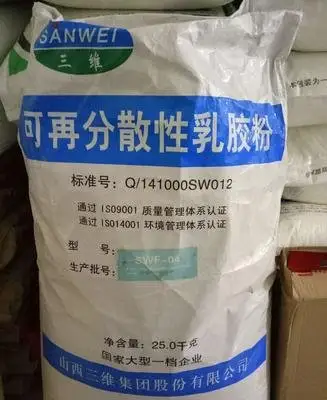 SANWEI
三维
可再分散性乳胶粉
标准号：Q/141000SW012
通过 ISO9001 质量管理体系认证
通过 ISO14001 环境管理体系认证
型号：
SWF-04
生产批号：
净含量：25.0千克
国家大型一档企业
山西三维集团股份有限公司